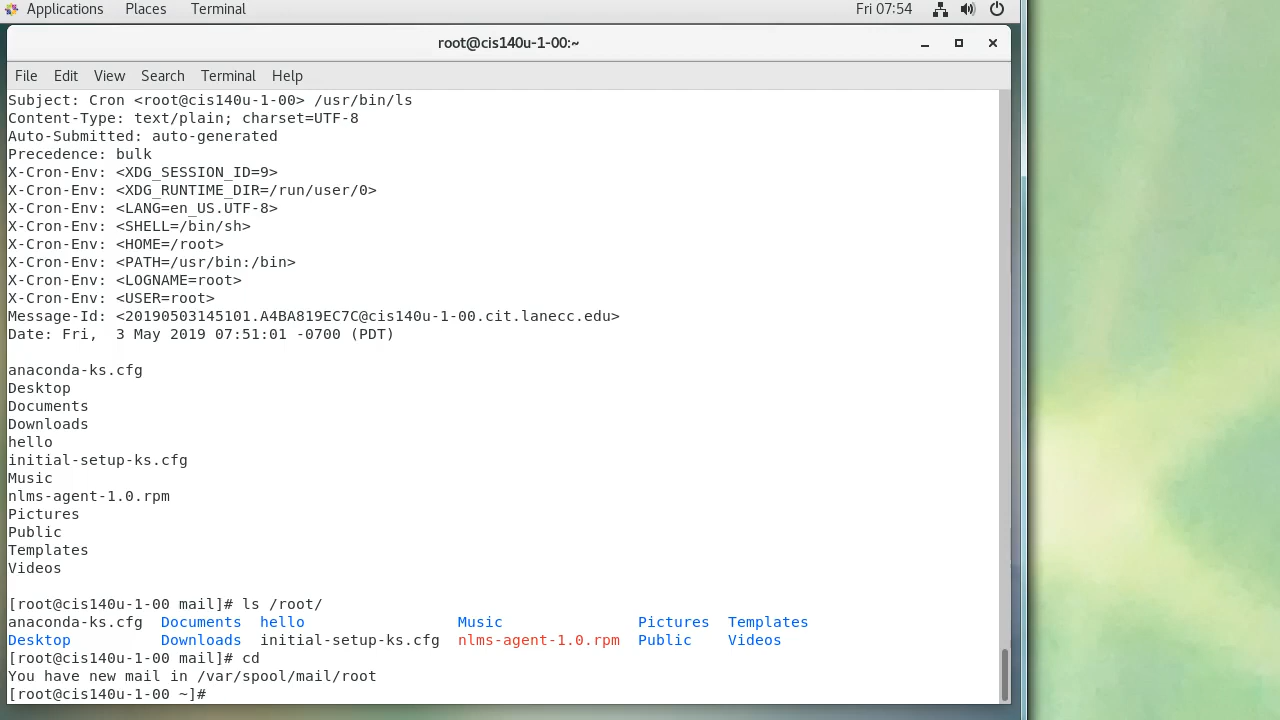 Applications Places Terminal Fri 07:54
root@cis140u-1-00:~
File Edit View Search Terminal Help
Subject: Cron <root@cis140u-1-00> /usr/bin/ls
Content-Type: text/plain; charset=UTF-8
Auto-Submitted: auto-generated
Precedence: bulk
X-Cron-Env: <XDG_SESSION_ID=9>
X-Cron-Env: <XDG_RUNTIME_DIR=/run/user/0>
X-Cron-Env: <LANG=en_US.UTF-8>
X-Cron-Env: <SHELL=/bin/sh>
X-Cron-Env: <HOME=/root>
X-Cron-Env: <PATH=/usr/bin:/bin>
X-Cron-Env: <LOGNAME=root>
X-Cron-Env: <USER=root>
Message-Id: <20190503145101.A4BA819EC7C@cis140u-1-00.cit.lanecc.edu>
Date: Fri,  3 May 2019 07:51:01 -0700 (PDT)
anaconda-ks.cfg
Desktop
Documents
Downloads
hello
initial-setup-ks.cfg
Music
nlms-agent-1.0.rpm
Pictures
Public
Templates
Videos
[root@cis140u-1-00 mail]# ls /root/
anaconda-ks.cfg  Documents  hello                 Music               Pictures  Templates
Desktop          Downloads  initial-setup-ks.cfg  nlms-agent-1.0.rpm  Public    Videos
[root@cis140u-1-00 mail]# cd
You have new mail in /var/spool/mail/root
[root@cis140u-1-00 ~]#